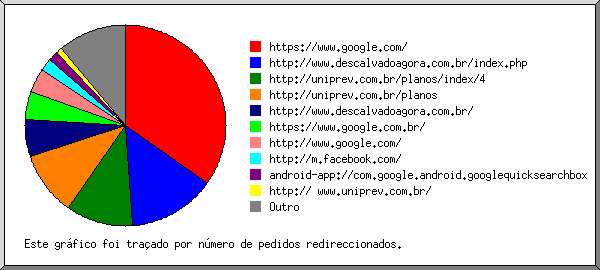 https://www.google.com/
http://www.descalvadoagora.com.br/index.php
http://uniprev.com.br/planos/index/4
http://uniprev.com.br/planos
http://www.descalvadoagora.com.br/
https://www.google.com.br/
http://www.google.com/
http://m.facebook.com/
android-app://com.google.android.googlequicksearchbox
http:// www.uniprev.com.br/
Outro
Este gráfico foi traçado por número de pedidos redireccionados.